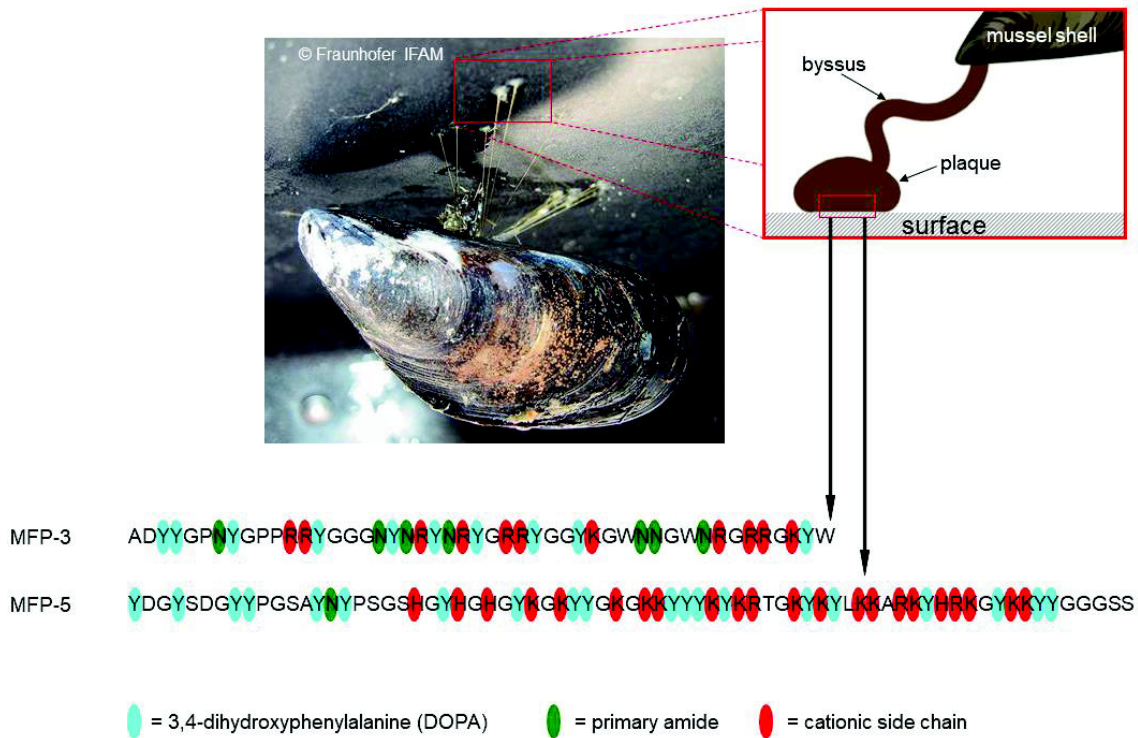 © Fraunhofer IFAM
mussel shell
byssus
plaque
surface
MFP-3 ADYYGPNYGPPRRYGGGNYNRYNRYGRRYGGYKGWNNGWNRGRRGKYW
MFP-5 YDGYSDGYYPGSAYNYPSGSHGYHGHGYKGKYYGKGKKYYYKYKRTGKYKYLKKARKYHRKGYKKYYGGGSS
= 3,4-dihydroxyphenylalanine (DOPA) = primary amide = cationic side chain